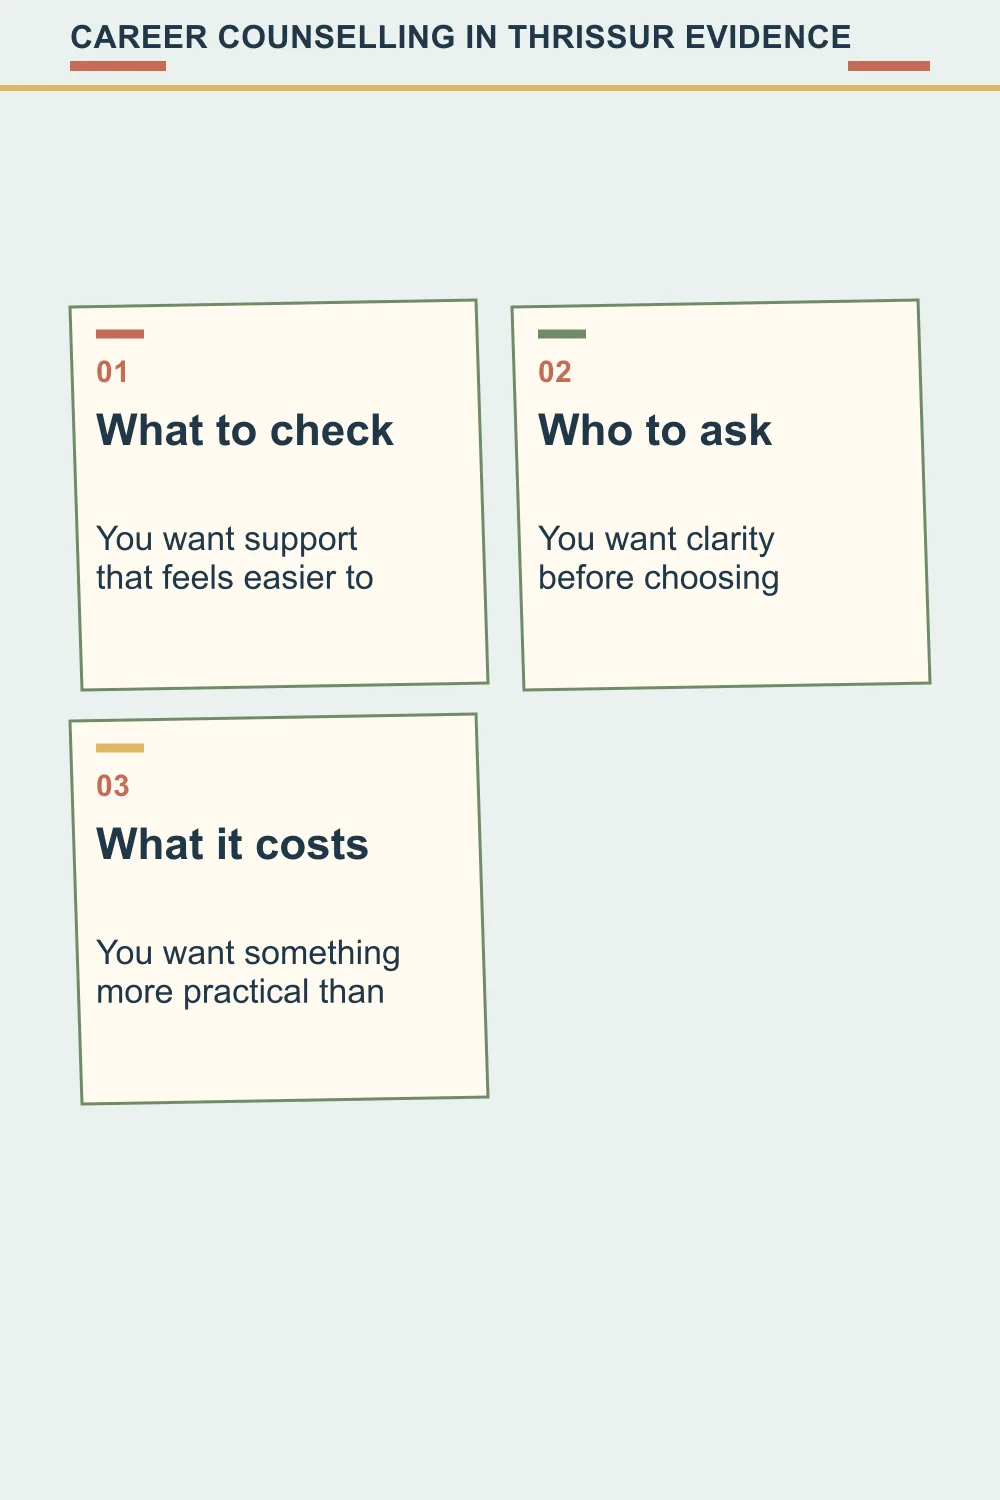 CAREER COUNSELLING IN THRISSUR EVIDENCE
01
What to check
You want support
that feels easier to
02
Who to ask
You want clarity
before choosing
03
What it costs
You want something
more practical than